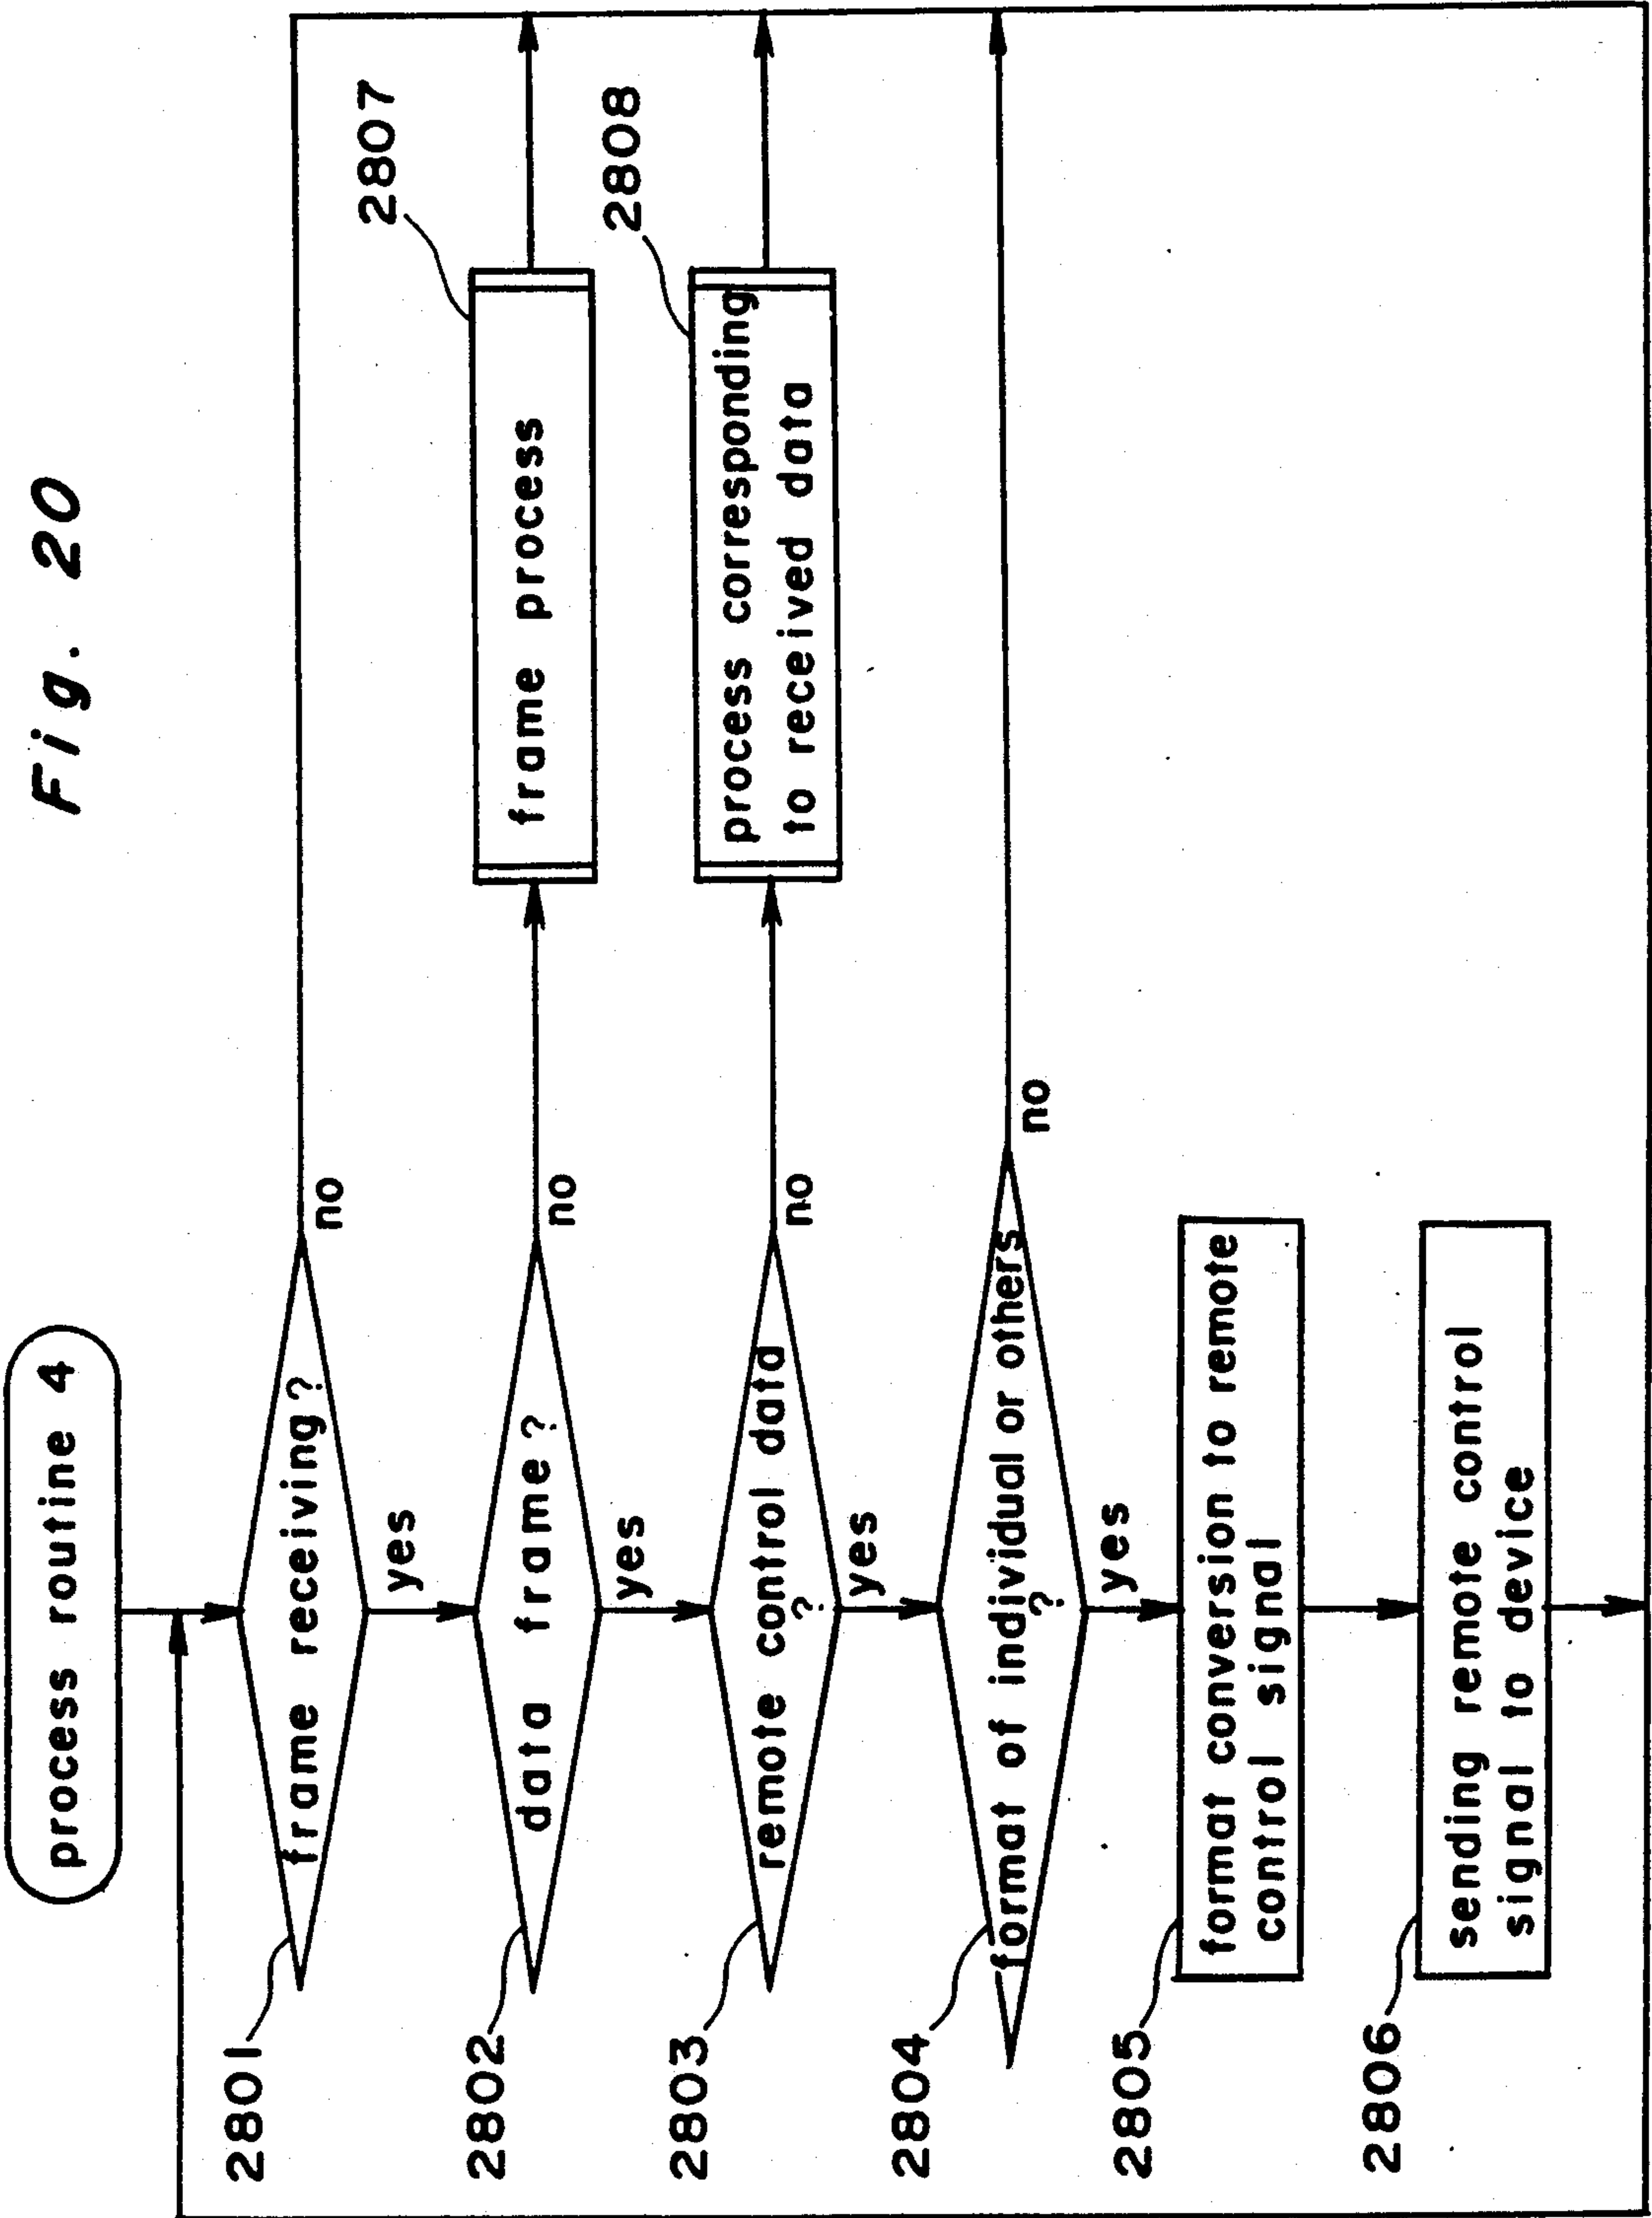 Fig. 20
process routine 4
2801
frame receiving?
no
yes
2802
data frame?
no
2807
frame process
yes
2803
remote control data
?
no
2808
process corresponding
to received data
yes
2804
format of individual or others
?
no
yes
2805
format conversion to remote
control signal
2806
sending remote control
signal to device